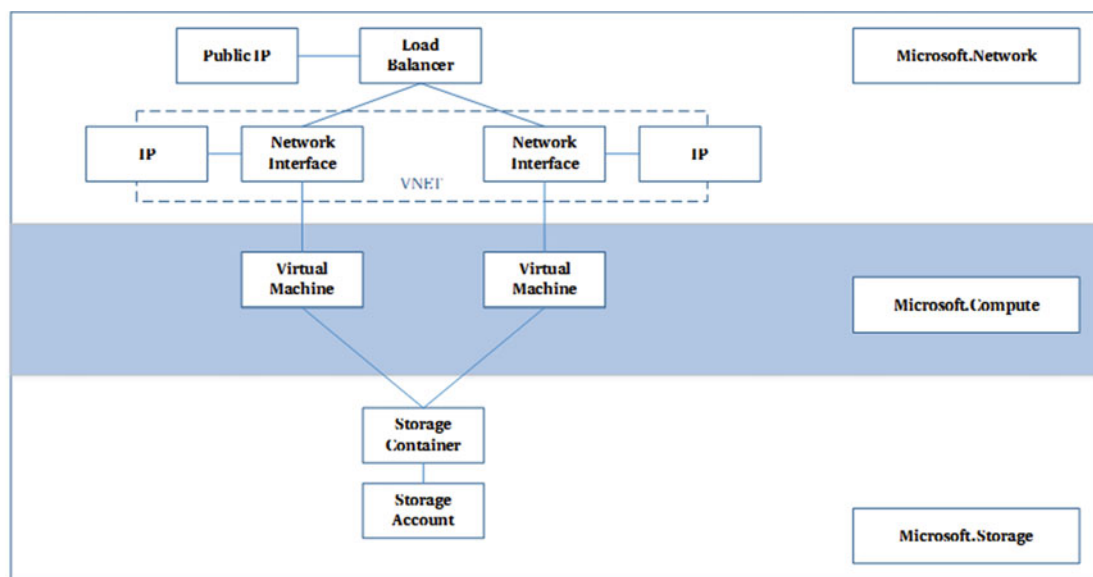 Public IP
Load
Balancer
Microsoft.Network
IP
Network
Interface
Network
Interface
IP
VNET
Virtual
Machine
Virtual
Machine
Microsoft.Compute
Storage
Container
Storage
Account
Microsoft.Storage